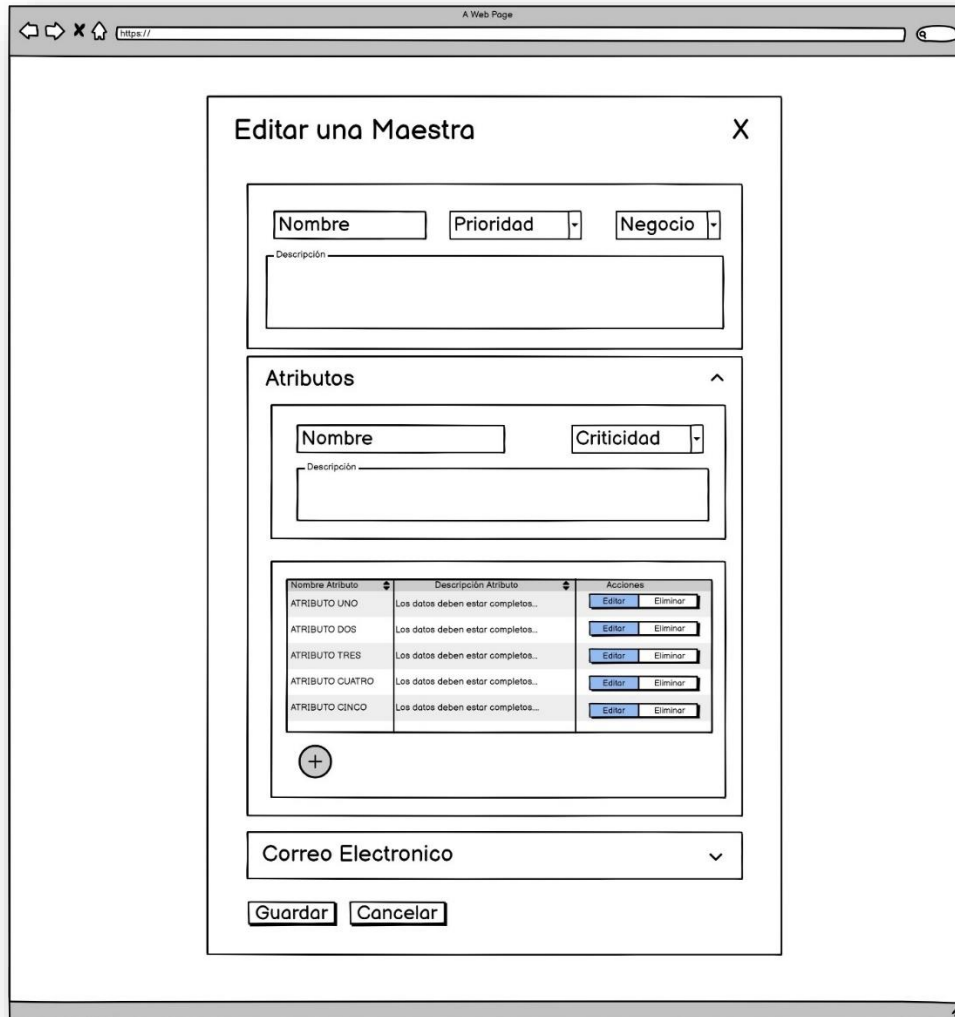 A Web Page
https://
Editar una Maestra X
Nombre Prioridad Negocio
Descripción
Atributos
Nombre Criticidad
Descripción
Nombre Atributo Descripción Atributo Acciones
ATRIBUTO UNO Los datos deben estar completos... Editar Eliminar
ATRIBUTO DOS Los datos deben estar completos... Editar Eliminar
ATRIBUTO TRES Los datos deben estar completos... Editar Eliminar
ATRIBUTO CUATRO Los datos deben estar completos... Editar Eliminar
ATRIBUTO CINCO Los datos deben estar completos... Editar Eliminar
+
Correo Electronico
Guardar Cancelar